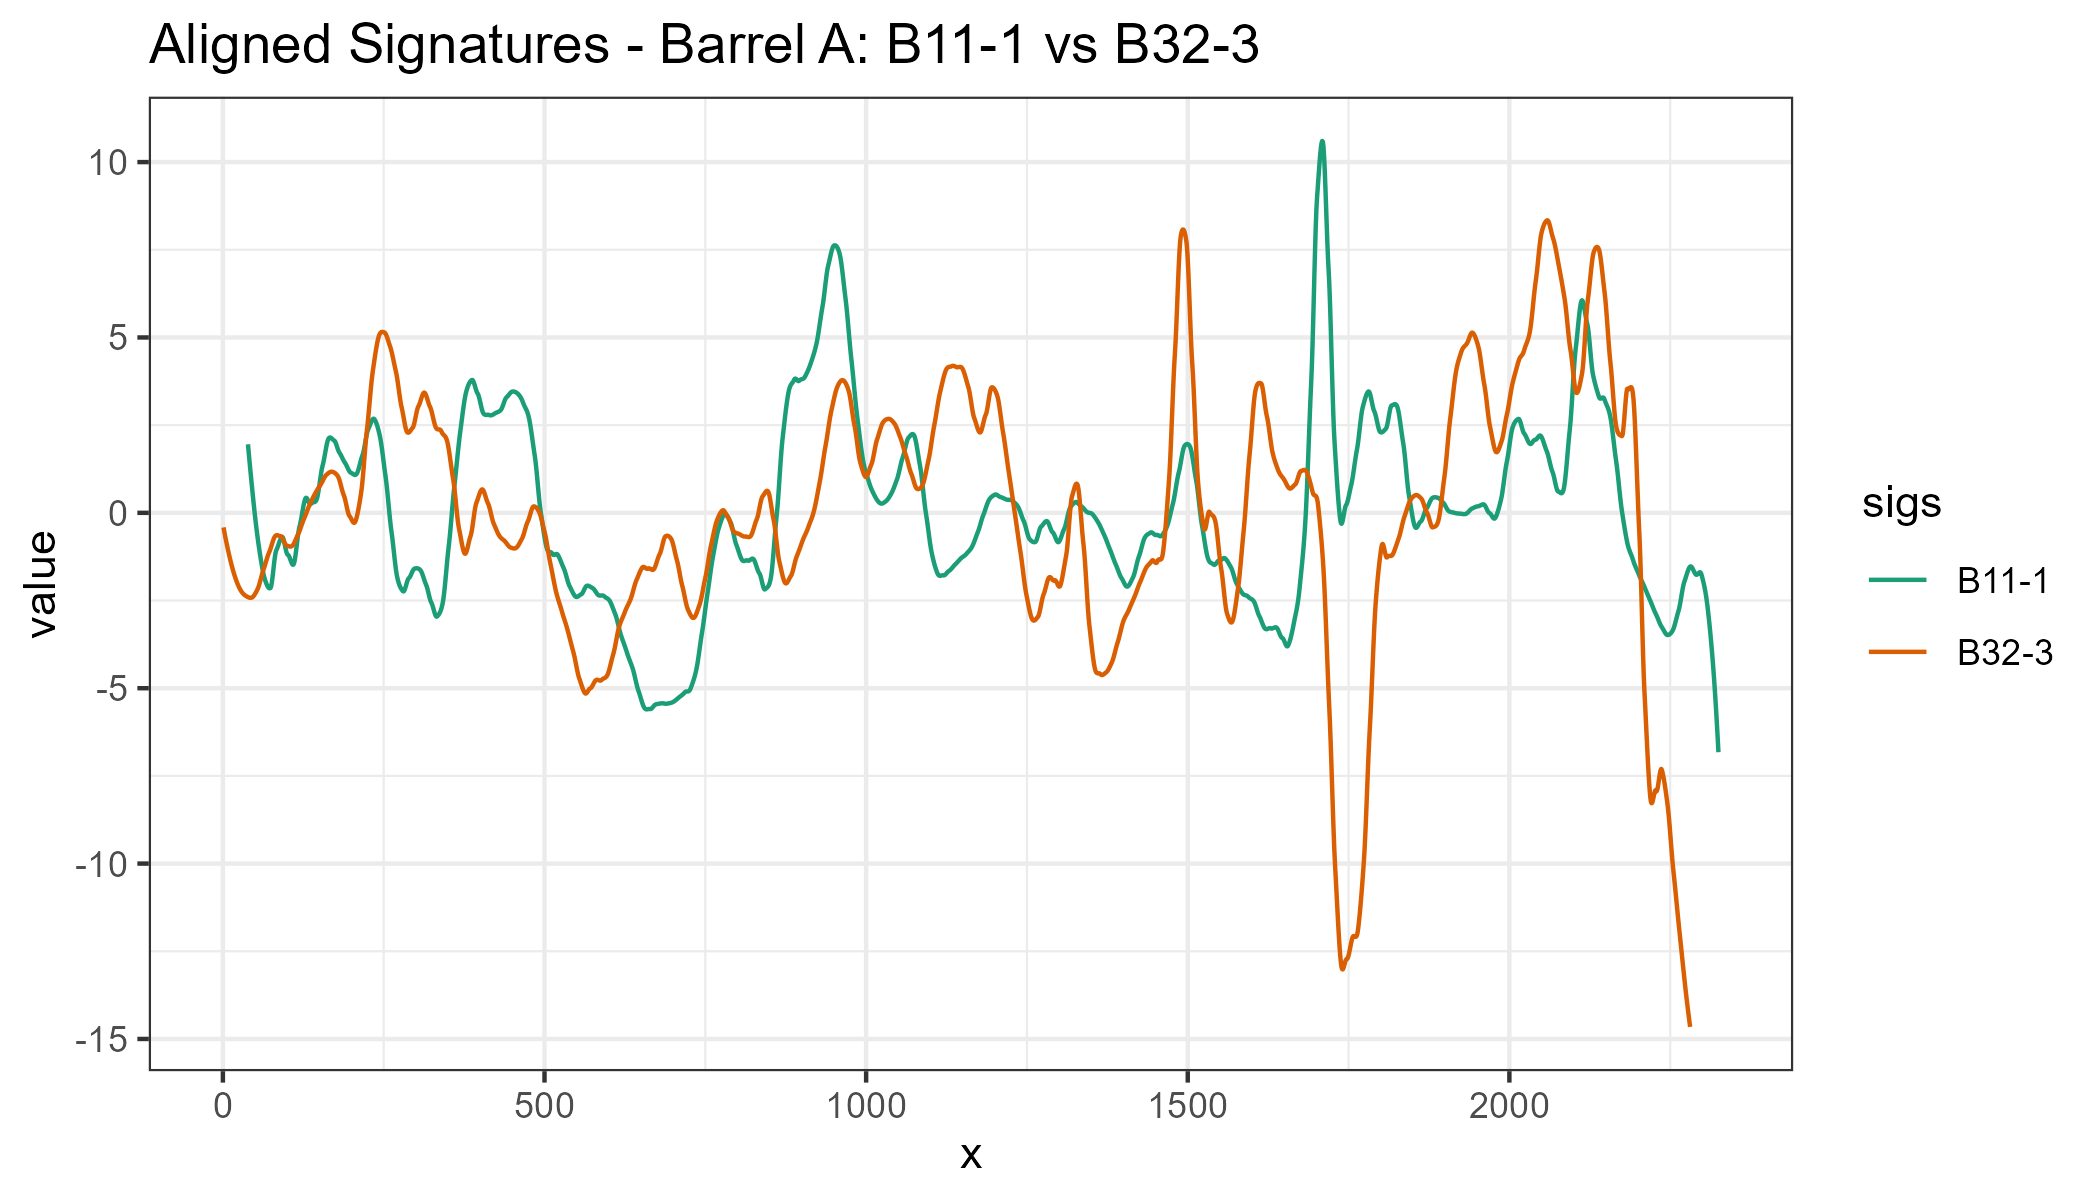 Aligned Signatures - Barrel A: B11-1 vs B32-3
10
5
0
-5
-10
-15
value
0 500 1000 1500 2000
x
sigs
B11-1
B32-3